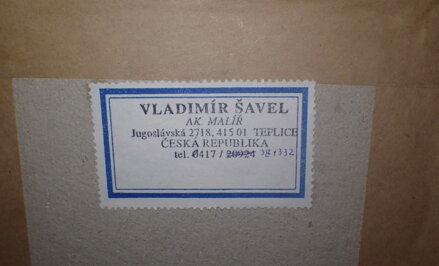 VLADIMÍR ŠAVEL
AK. MALÍŘ
Jugoslávská 2718, 415 01 TEPLICE
ČESKÁ REPUBLIKA
tel. 0417 / 20924